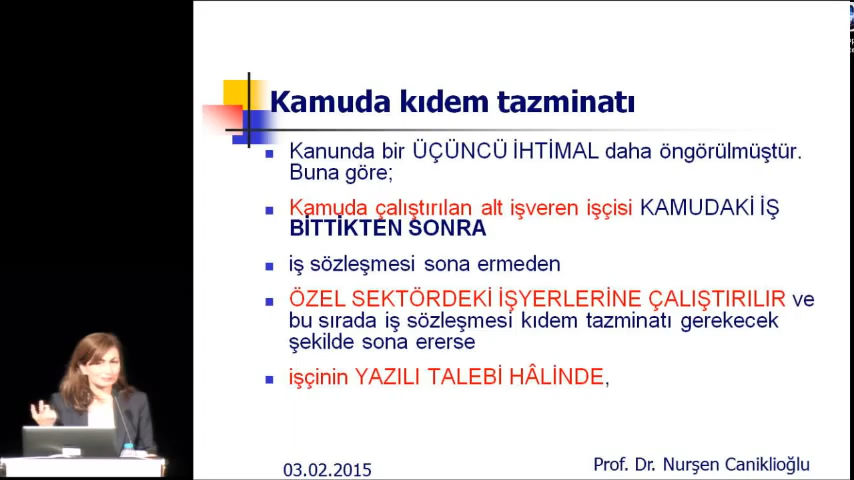 Kamuda kıdem tazminatı
Kanunda bir ÜÇÜNCÜ İHTİMAL daha öngörülmüştür.
Buna göre;
Kamuda çalıştırılan alt işveren işçisi KAMUDAKİ İŞ
BİTTİKTEN SONRA
iş sözleşmesi sona ermeden
ÖZEL SEKTÖRDEKİ İŞYERLERİNE ÇALIŞTIRILIR ve
bu sırada iş sözleşmesi kıdem tazminatı gerekecek
şekilde sona ererse
işçinin YAZILI TALEBİ HÂLİNDE,
03.02.2015
Prof. Dr. Nurşen Caniklioğlu